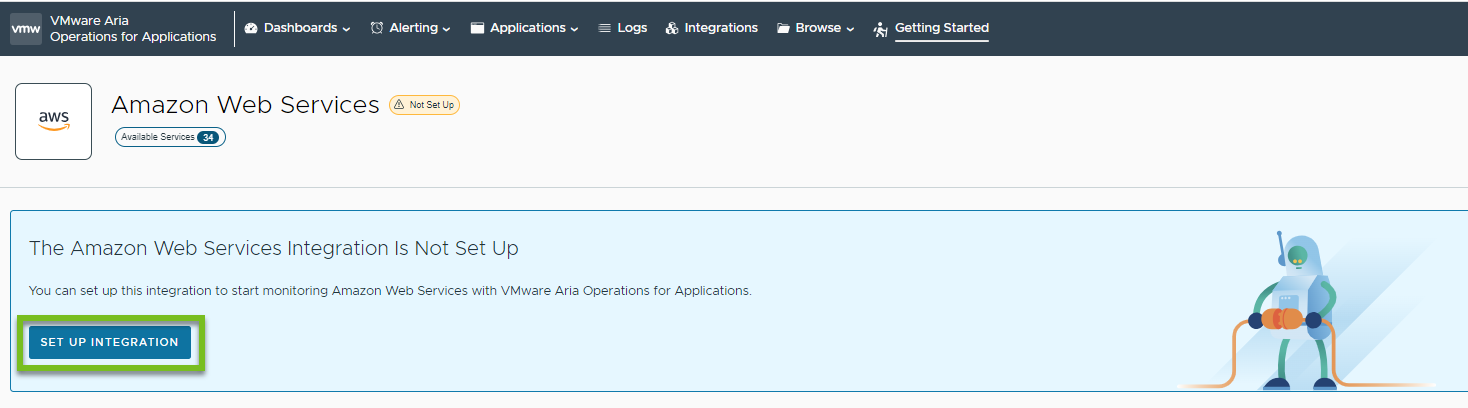 vmw
VMware Aria
Operations for Applications
Dashboards
Alerting
Applications
Logs
Integrations
Browse
Getting Started
aws
Amazon Web Services
Not Set Up
Available Services 34
The Amazon Web Services Integration Is Not Set Up
You can set up this integration to start monitoring Amazon Web Services with VMware Aria Operations for Applications.
SET UP INTEGRATION